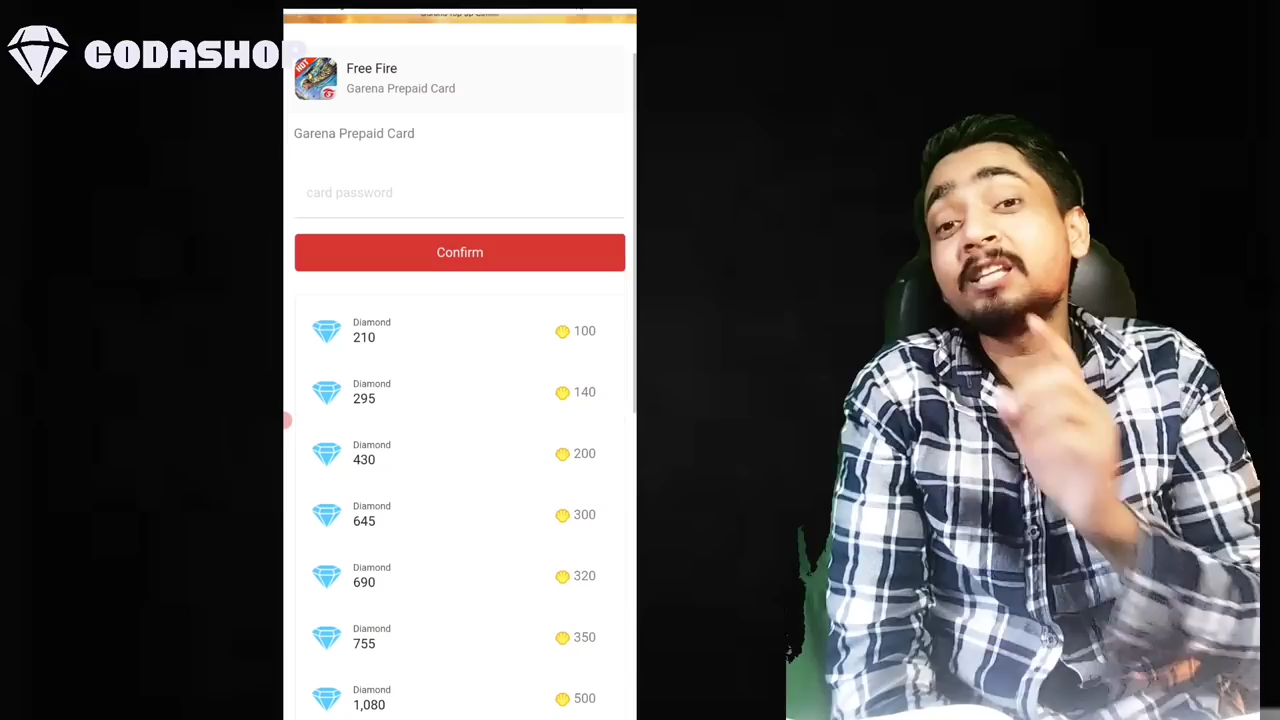 CODASHOP
Free Fire
Garena Prepaid Card
Garena Prepaid Card
card password
Confirm
Diamond
210
100
Diamond
295
140
Diamond
430
200
Diamond
645
300
Diamond
690
320
Diamond
755
350
Diamond
1,080
500